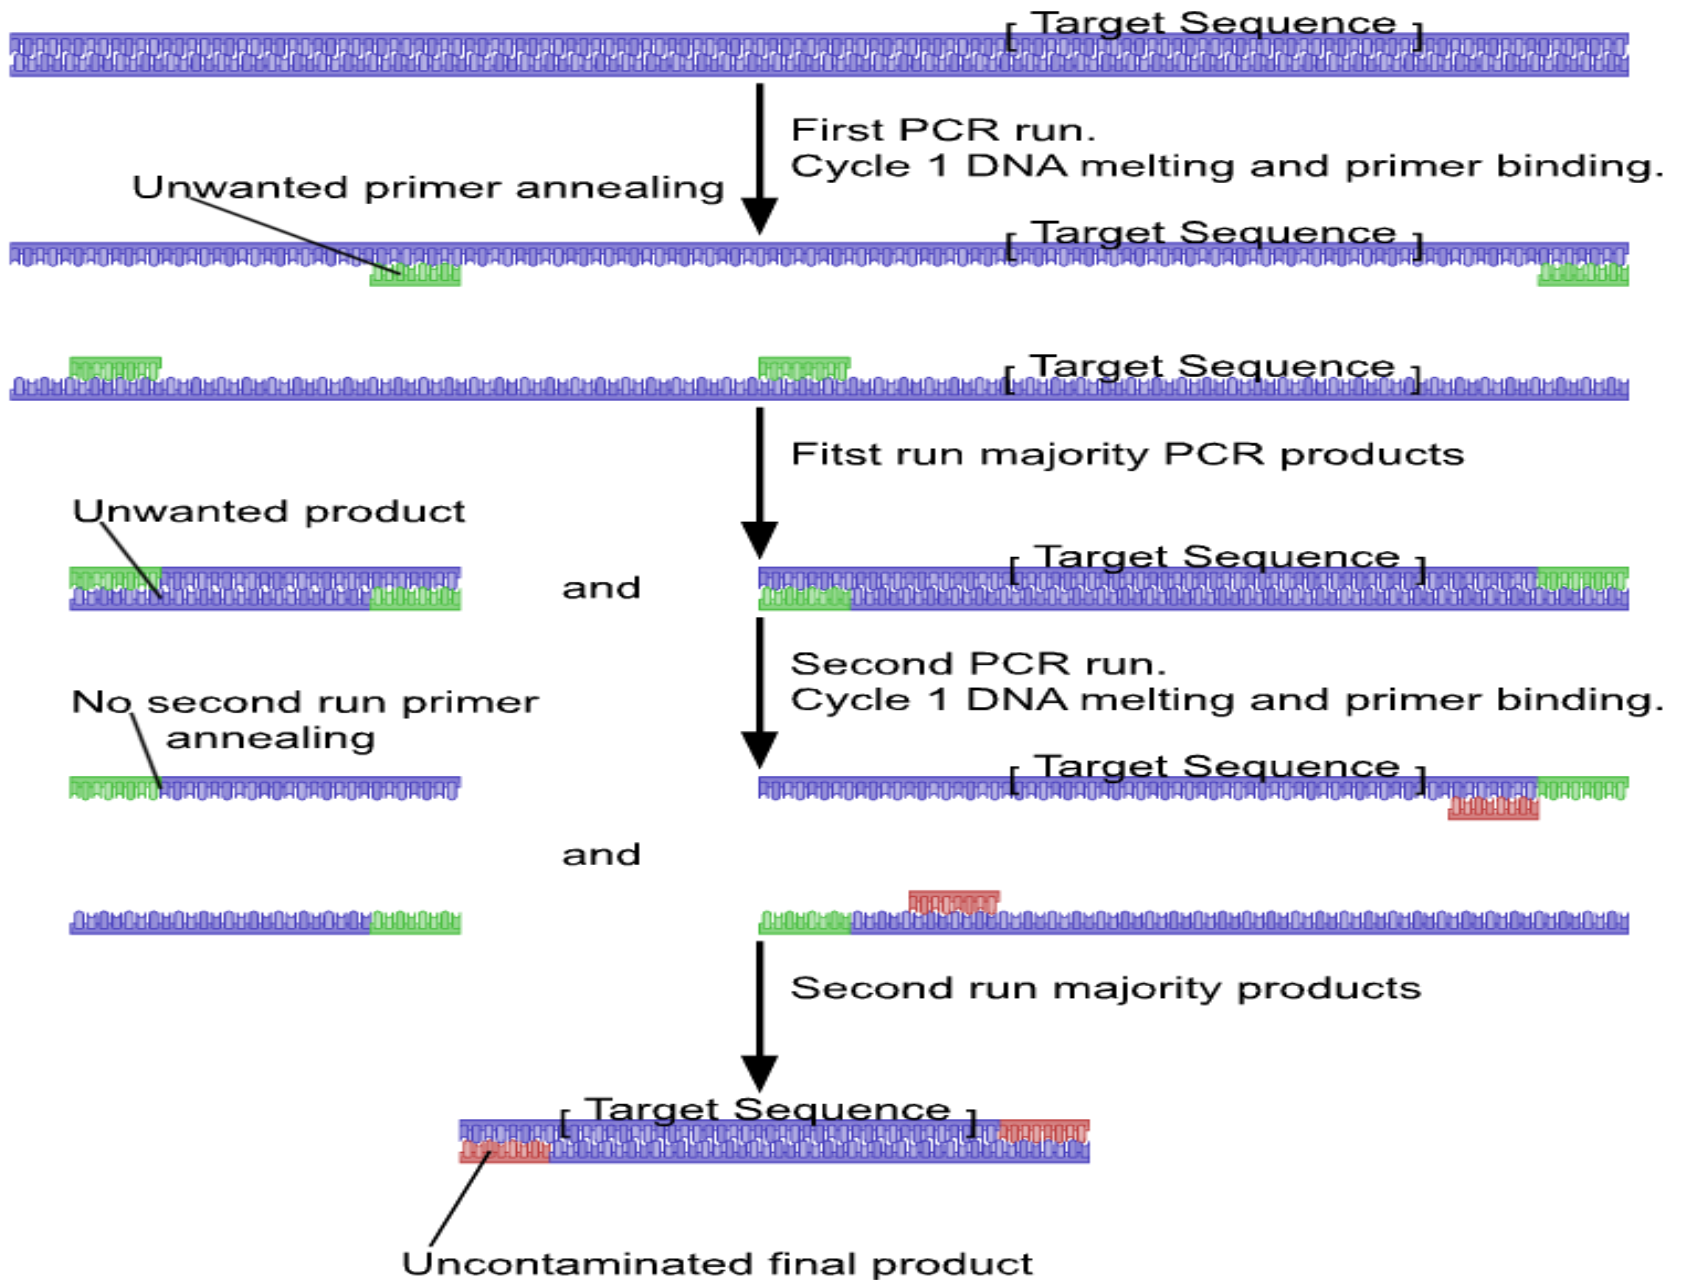 [ Target Sequence ]
First PCR run.
Cycle 1 DNA melting and primer binding.
Unwanted primer annealing
[ Target Sequence ]
[ Target Sequence ]
Fitst run majority PCR products
Unwanted product
[ Target Sequence ]
and
Second PCR run.
Cycle 1 DNA melting and primer binding.
No second run primer
annealing
[ Target Sequence ]
and
Second run majority products
[ Target Sequence ]
Uncontaminated final product